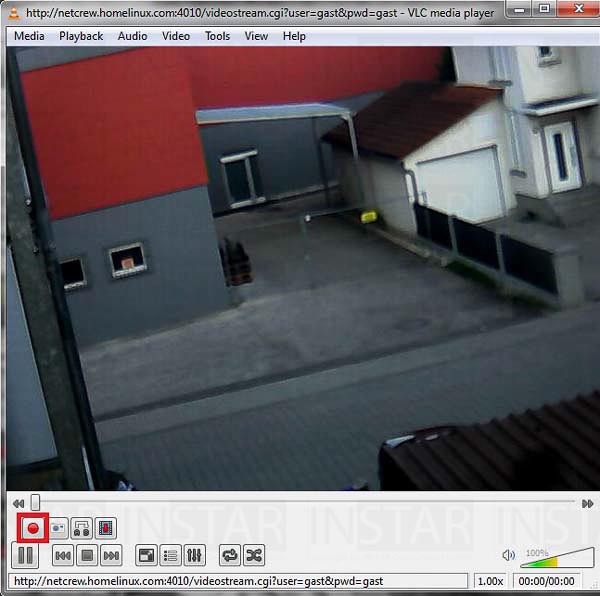 http://netcrew.homelinux.com:4010/videostream.cgi?user=gast&pwd=gast - VLC media player
Media Playback Audio Video Tools View Help
INSTAR INSTAR INSTAR
100%
http://netcrew.homelinux.com:4010/videostream.cgi?user=gast&pwd=gast 1.00x 00:00/00:00